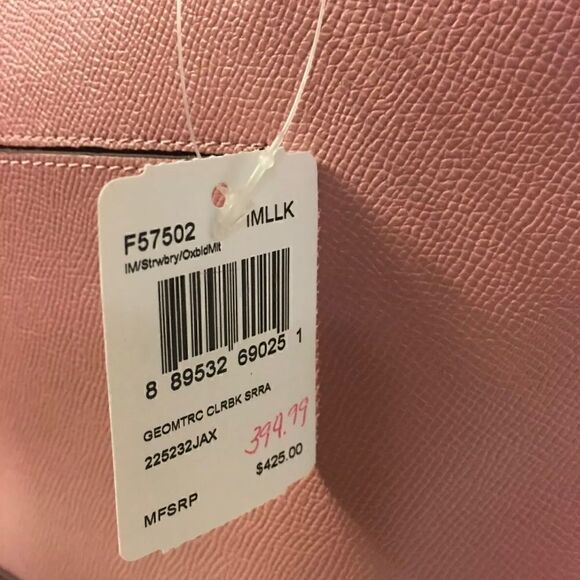 F57502 IMLLK
IM/Strwbry/OxbldMlt
8 89532 69025 1
GEOMTRC CLRBK SRRA
225232JAX
394.99
$425.00
MFSRP